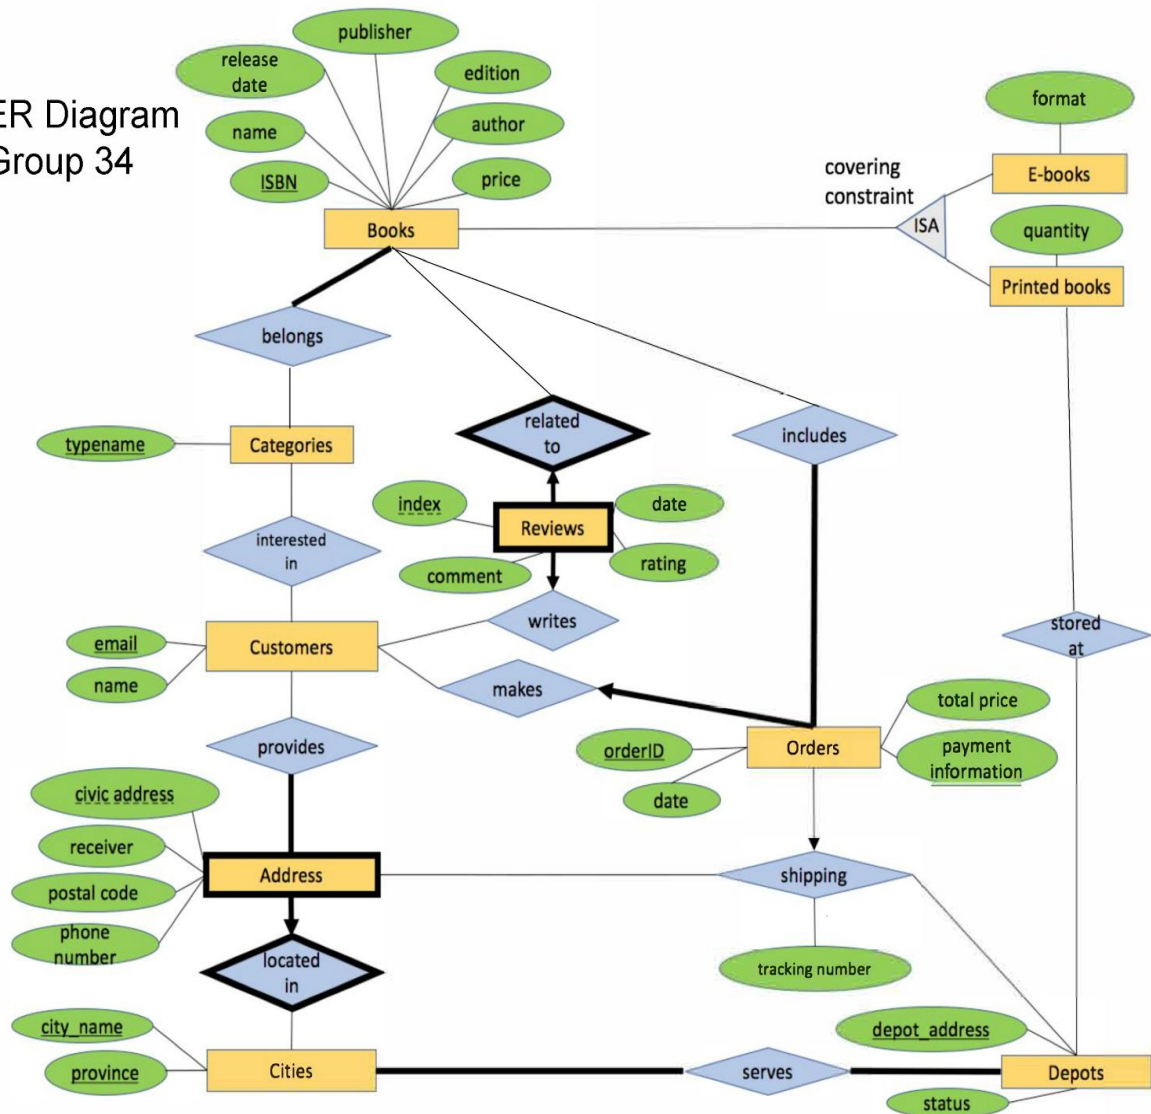 ER Diagram
Group 34
publisher
release
date
edition
name
author
ISBN
price
Books
format
covering
constraint
E-books
ISA
quantity
Printed books
belongs
related
to
includes
typename
Categories
index
date
Reviews
interested
in
comment
rating
writes
stored
at
email
Customers
name
makes
total price
provides
orderID
Orders
payment
information
date
civic address
receiver
Address
shipping
postal code
phone
number
located
in
tracking number
city_name
depot_address
province
Cities
serves
Depots
status